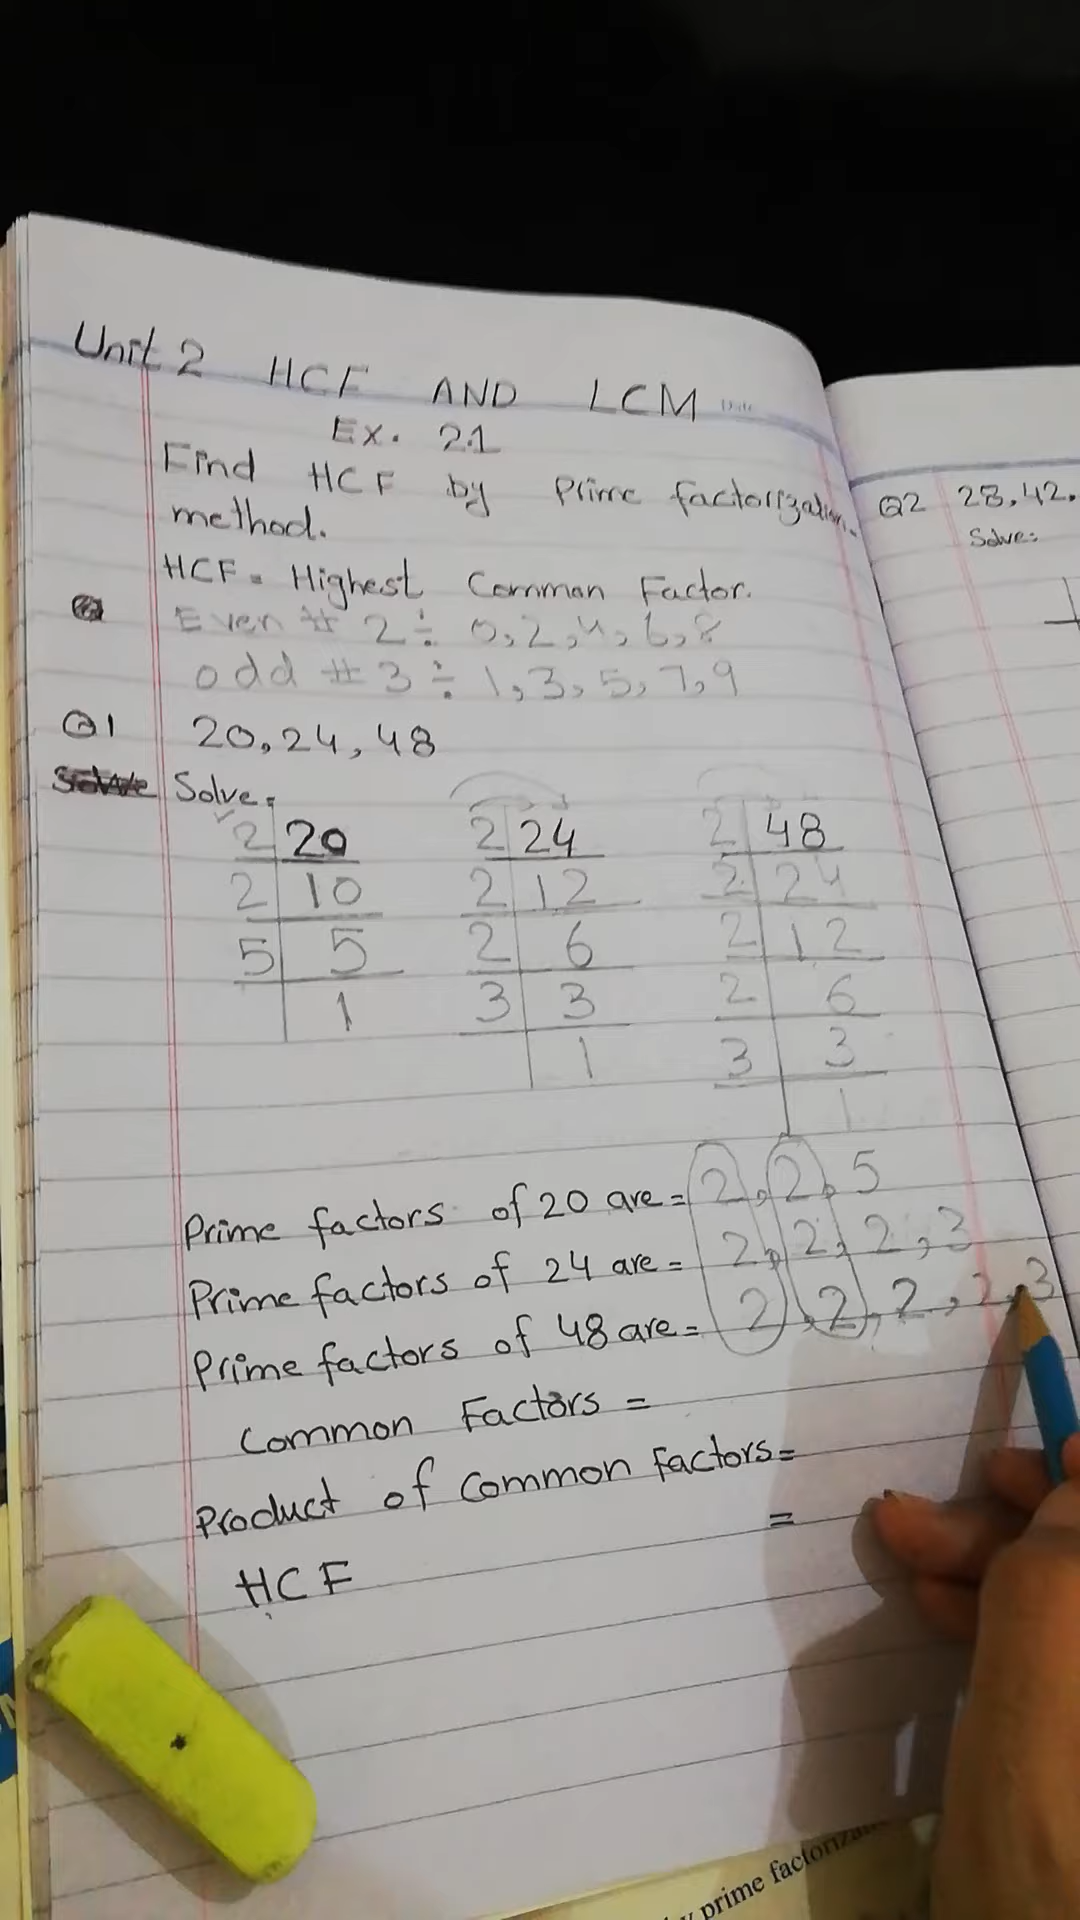 Unit 2 HCF AND LCM
Ex. 2.1
Find HCF by Prime factorization
method.
HCF = Highest Common Factor.
Even # 2 ÷ 0, 2, 4, 6, 8
odd # 3 ÷ 1, 3, 5, 7, 9
Q1 20, 24, 48
Solve:
2 20 2 24 2 48
2 10 2 12 2 24
5 5 2 6 2 12
1 3 3 2 6
1 3 3
1
Prime factors of 20 are = 2, 2, 5
Prime factors of 24 are = 2, 2, 2, 3
Prime factors of 48 are = 2, 2, 2, 2, 3
Common Factors =
Product of Common Factors =
HCF =
Q2 28, 42.
Solve:
prime factoriza